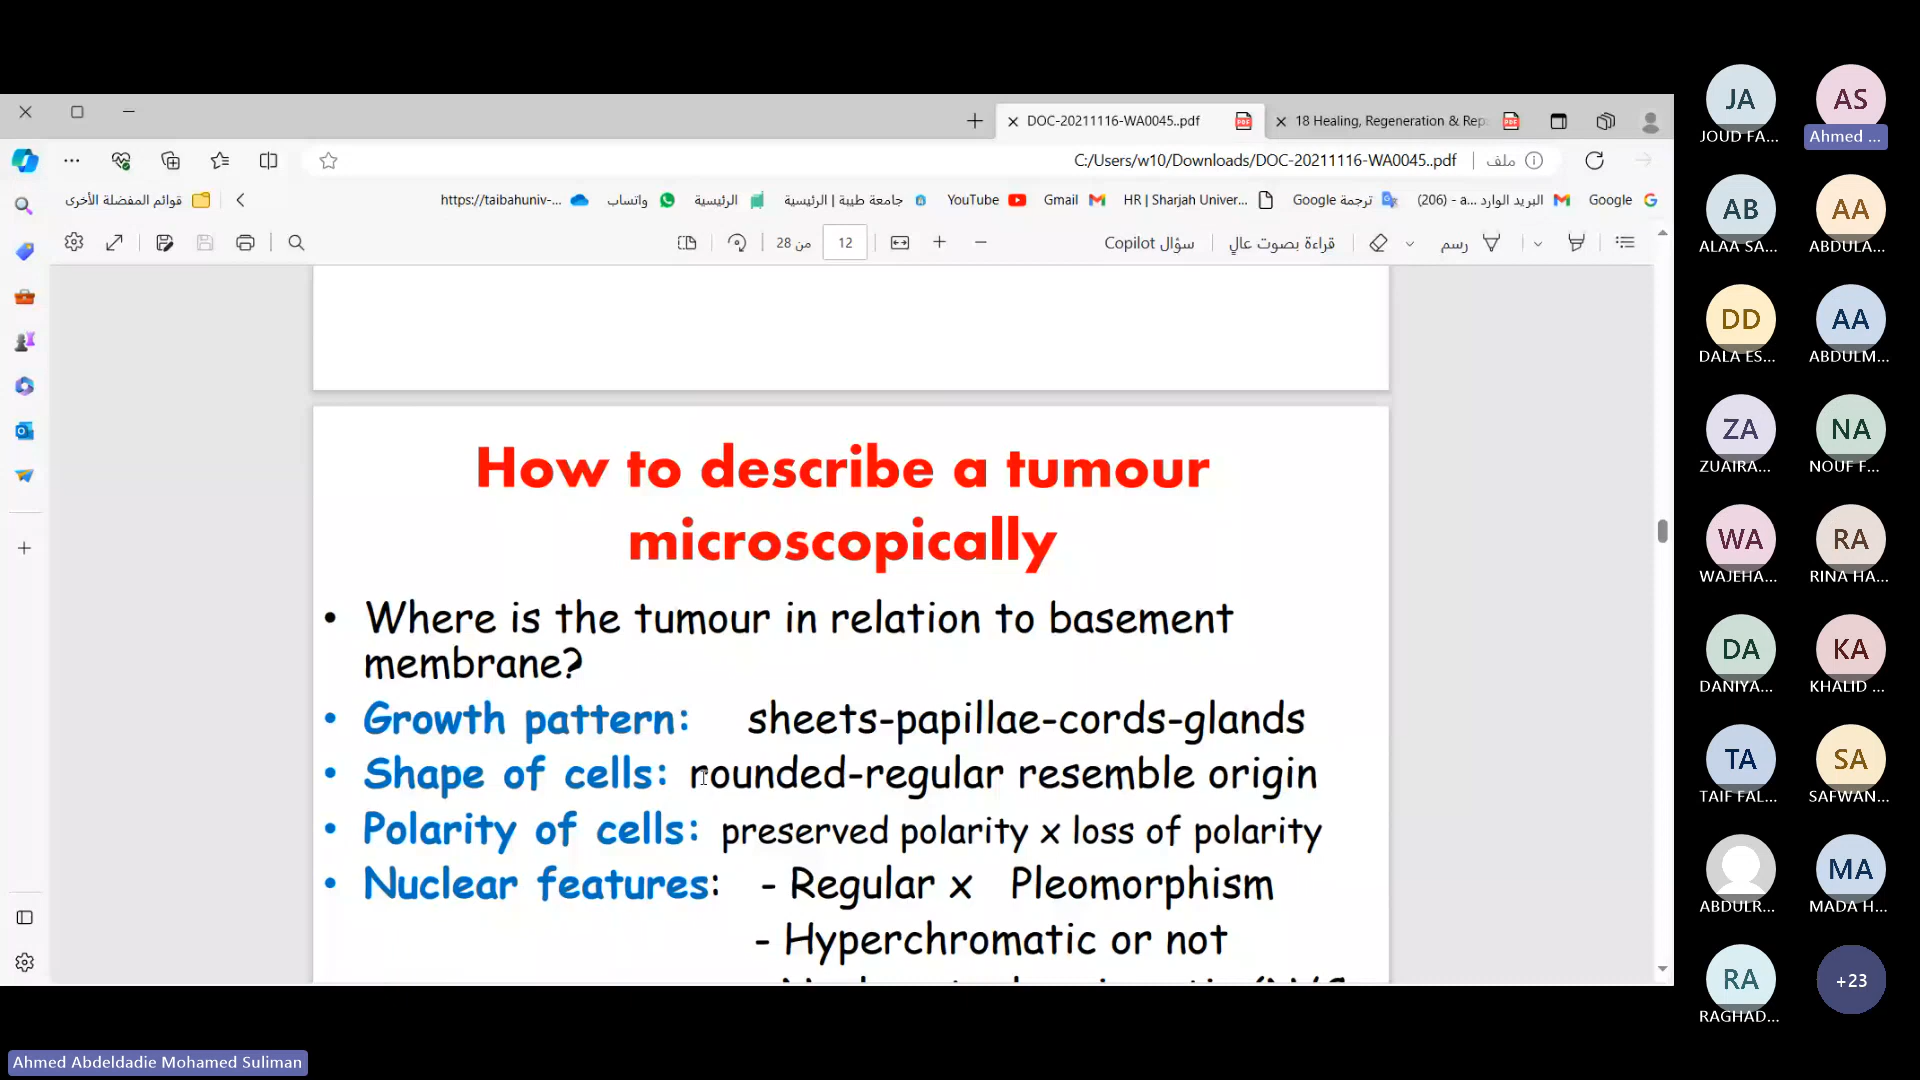 DOC-20211116-WA0045..pdf
18 Healing, Regeneration & Rep
C:/Users/w10/Downloads/DOC-20211116-WA0045..pdf
ملف
Google
البريد الوارد (206) - a...
ترجمة Google
HR | Sharjah Univer...
Gmail
YouTube
جامعة طيبة | الرئيسية
الرئيسية
واتساب
https://taibahuniv-...
قوائم المفضلة الأخرى
رسم
قراءة بصوت عالٍ
سؤال Copilot
12
من 28
How to describe a tumour
microscopically
• Where is the tumour in relation to basement
membrane?
• Growth pattern: sheets-papillae-cords-glands
• Shape of cells: rounded-regular resemble origin
• Polarity of cells: preserved polarity x loss of polarity
• Nuclear features: - Regular x Pleomorphism
- Hyperchromatic or not
JA
JOUD FA...
AS
Ahmed ...
AB
ALAA SA...
AA
ABDULA...
DD
DALA ES...
AA
ABDULM...
ZA
ZUAIRA...
NA
NOUF F...
WA
WAJEHA...
RA
RINA HA...
DA
DANIYA...
KA
KHALID ...
TA
TAIF FAL...
SA
SAFWAN...
ABDULR...
MA
MADA H...
RA
RAGHAD...
+23
Ahmed Abdeldadie Mohamed Suliman